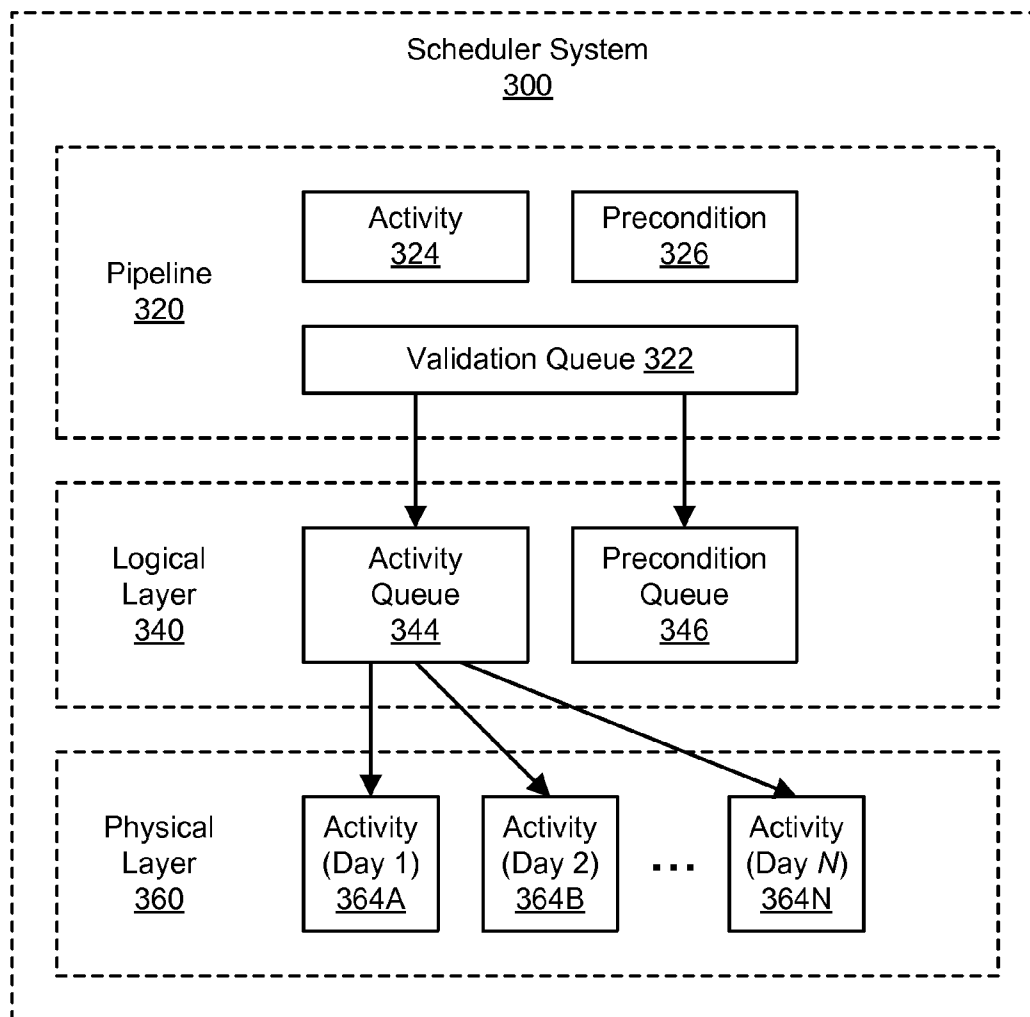 Scheduler System
300
Activity
324
Precondition
326
Pipeline
320
Validation Queue 322
Logical
Layer
340
Activity
Queue
344
Precondition
Queue
346
Physical
Layer
360
Activity
(Day 1)
364A
Activity
(Day 2)
364B
...
Activity
(Day N)
364N